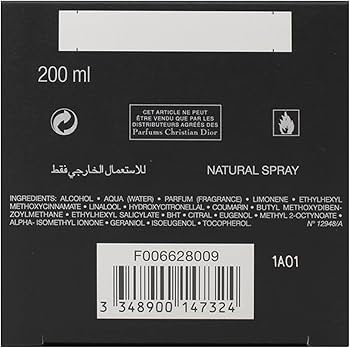 200 ml
CET ARTICLE NE PEUT
ÊTRE VENDU QUE PAR LES
DISTRIBUTEURS AGRÉÉS DES
Parfums Christian Dior
للاستعمال الخارجي فقط
NATURAL SPRAY
INGREDIENTS: ALCOHOL • AQUA (WATER) • PARFUM (FRAGRANCE) • LIMONENE • ETHYLHEXYL
METHOXYCINNAMATE • LINALOOL • HYDROXYCITRONELLAL • COUMARIN • BUTYL METHOXYDIBEN-
ZOYLMETHANE • ETHYLHEXYL SALICYLATE • BHT • CITRAL • EUGENOL • METHYL 2-OCTYNOATE •
ALPHA- ISOMETHYL IONONE • GERANIOL • ISOEUGENOL • TOCOPHEROL.
N° 12948/A
F006628009
1A01
3 348900 147324